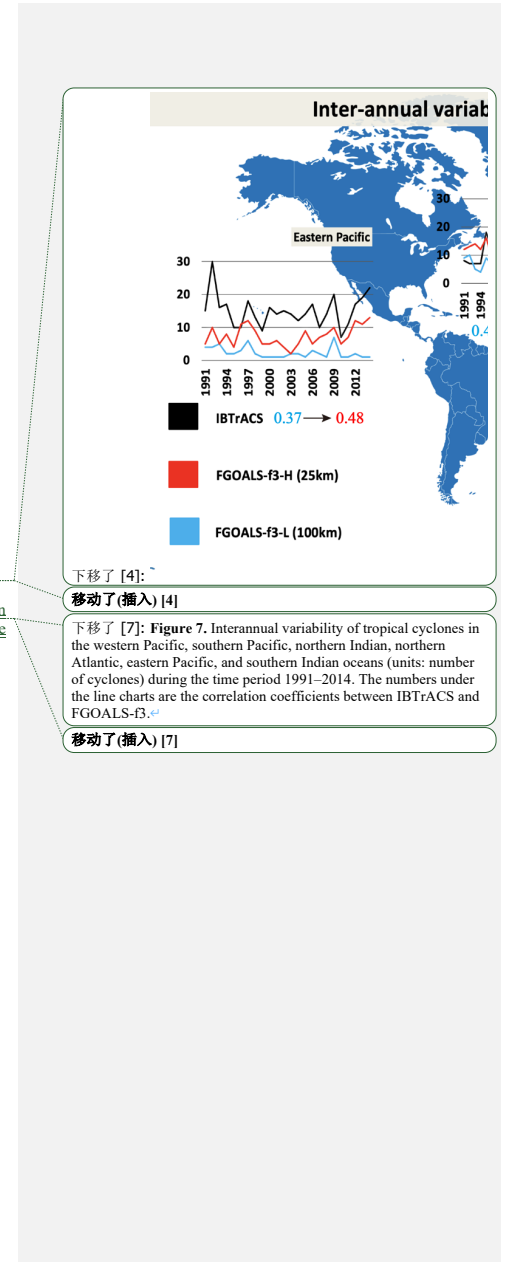 Inter-annual variab
Eastern Pacific
30
20
10
0
1991
1994
1997
2000
2003
2006
2009
2012
30
20
10
0
1991
1994
0.4
IBTrACS 0.37 → 0.48
FGOALS-f3-H (25km)
FGOALS-f3-L (100km)
下移了 [4]:
移动了(插入) [4]
n
e
下移了 [7]: Figure 7. Interannual variability of tropical cyclones in
the western Pacific, southern Pacific, northern Indian, northern
Atlantic, eastern Pacific, and southern Indian oceans (units: number
of cyclones) during the time period 1991–2014. The numbers under
the line charts are the correlation coefficients between IBTrACS and
FGOALS-f3.↵
移动了(插入) [7]